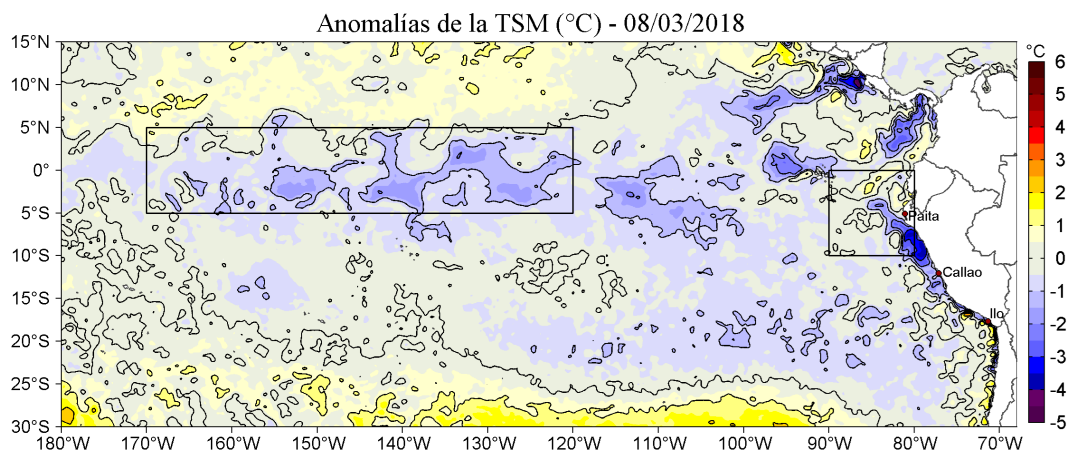 Anomalías de la TSM (°C) - 08/03/2018
15°N
10°N
5°N
0°
5°S
10°S
15°S
20°S
25°S
30°S
180°W
170°W
160°W
150°W
140°W
130°W
120°W
110°W
100°W
90°W
80°W
70°W
Paita
Callao
Ilo
°C
6
5
4
3
2
1
0
-1
-2
-3
-4
-5